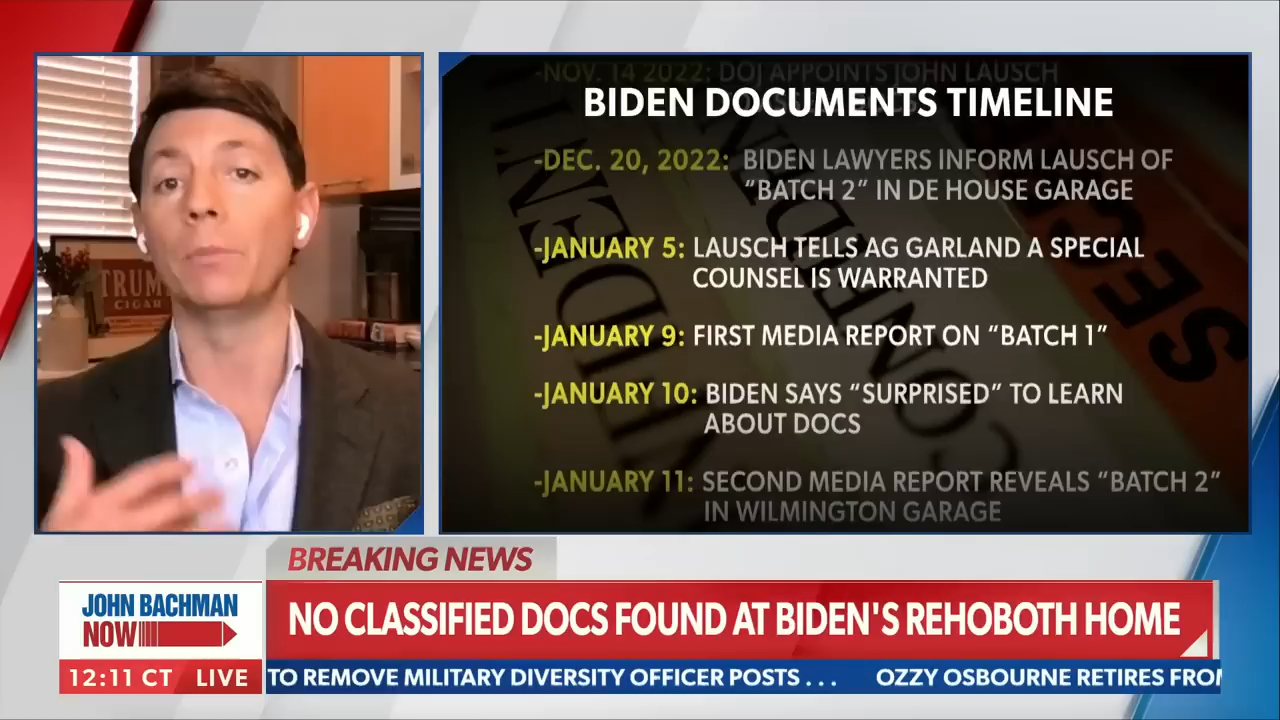 -NOV. 14 2022: DOJ APPOINTS JOHN LAUSCH
BIDEN DOCUMENTS TIMELINE
-DEC. 20, 2022: BIDEN LAWYERS INFORM LAUSCH OF
"BATCH 2" IN DE HOUSE GARAGE
-JANUARY 5: LAUSCH TELLS AG GARLAND A SPECIAL
COUNSEL IS WARRANTED
-JANUARY 9: FIRST MEDIA REPORT ON "BATCH 1"
-JANUARY 10: BIDEN SAYS "SURPRISED" TO LEARN
ABOUT DOCS
-JANUARY 11: SECOND MEDIA REPORT REVEALS "BATCH 2"
IN WILMINGTON GARAGE
TRUM
CIGAR
BREAKING NEWS
JOHN BACHMAN
NOW
NO CLASSIFIED DOCS FOUND AT BIDEN'S REHOBOTH HOME
12:11 CT LIVE
TO REMOVE MILITARY DIVERSITY OFFICER POSTS . . . OZZY OSBOURNE RETIRES FROM